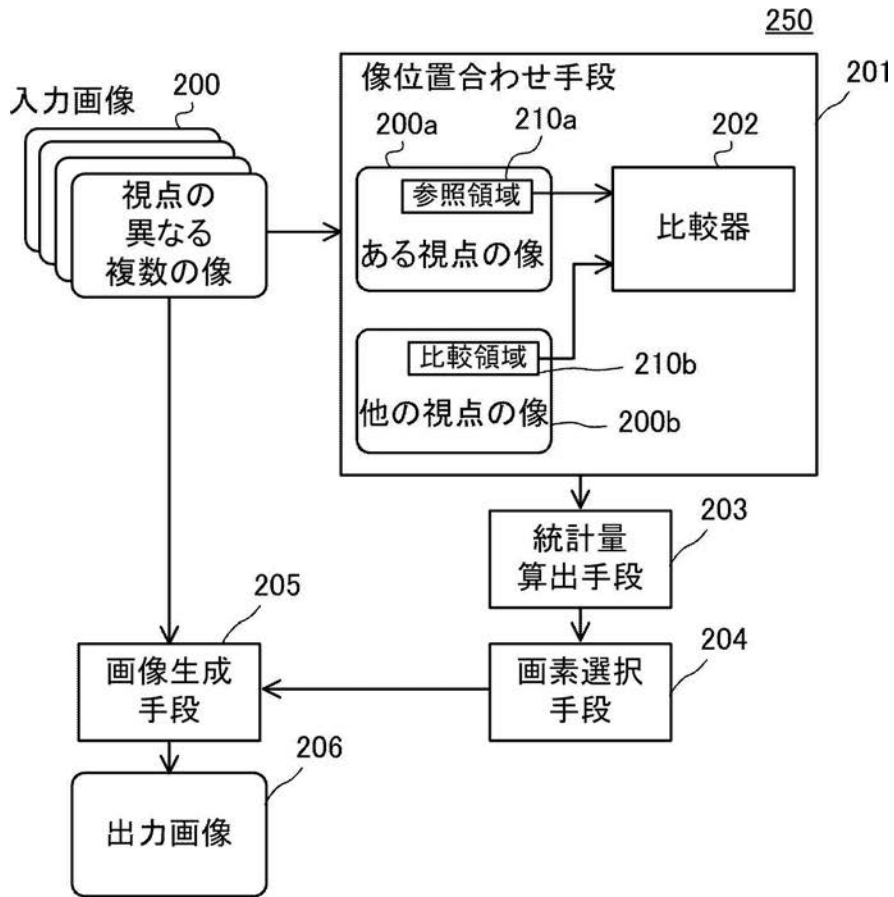 250
入力画像
200
視点の
異なる
複数の像
像位置合わせ手段
201
200a
210a
参照領域
ある視点の像
202
比較器
比較領域
210b
他の視点の像
200b
統計量
算出手段
203
画素選択
手段
204
205
画像生成
手段
206
出力画像